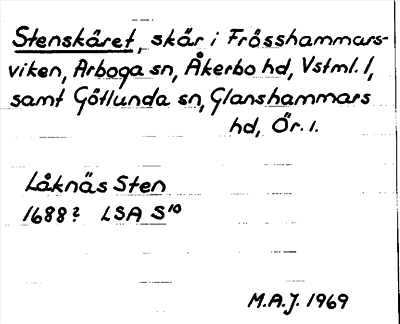 Stenskäret, skär i Frösshammars-
viken, Arboga sn, Åkerbo hd, Vstml. l,
samt Götlunda sn, Glanshammars
hd, Ör. l.
Låknäs Sten
1688? LSA S¹⁰
M.A.J. 1969